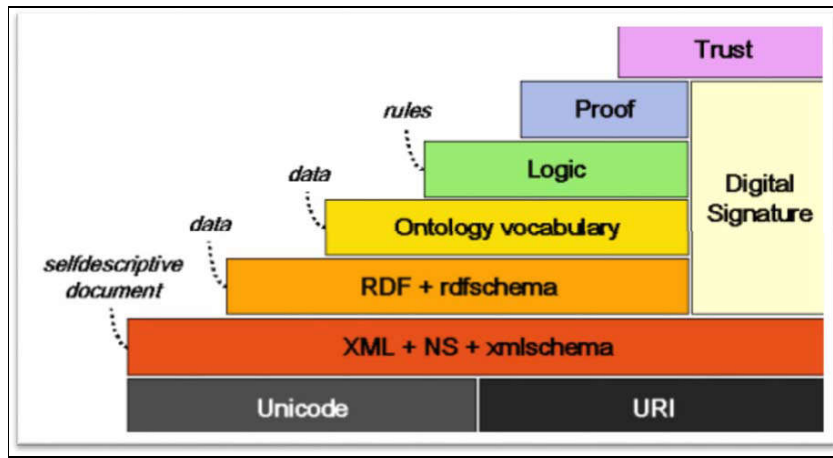 Trust
Proof
rules
Logic
Digital
Signature
data
Ontology vocabulary
data
RDF + rdfschema
selfdescriptive
document
XML + NS + xmlschema
Unicode
URI